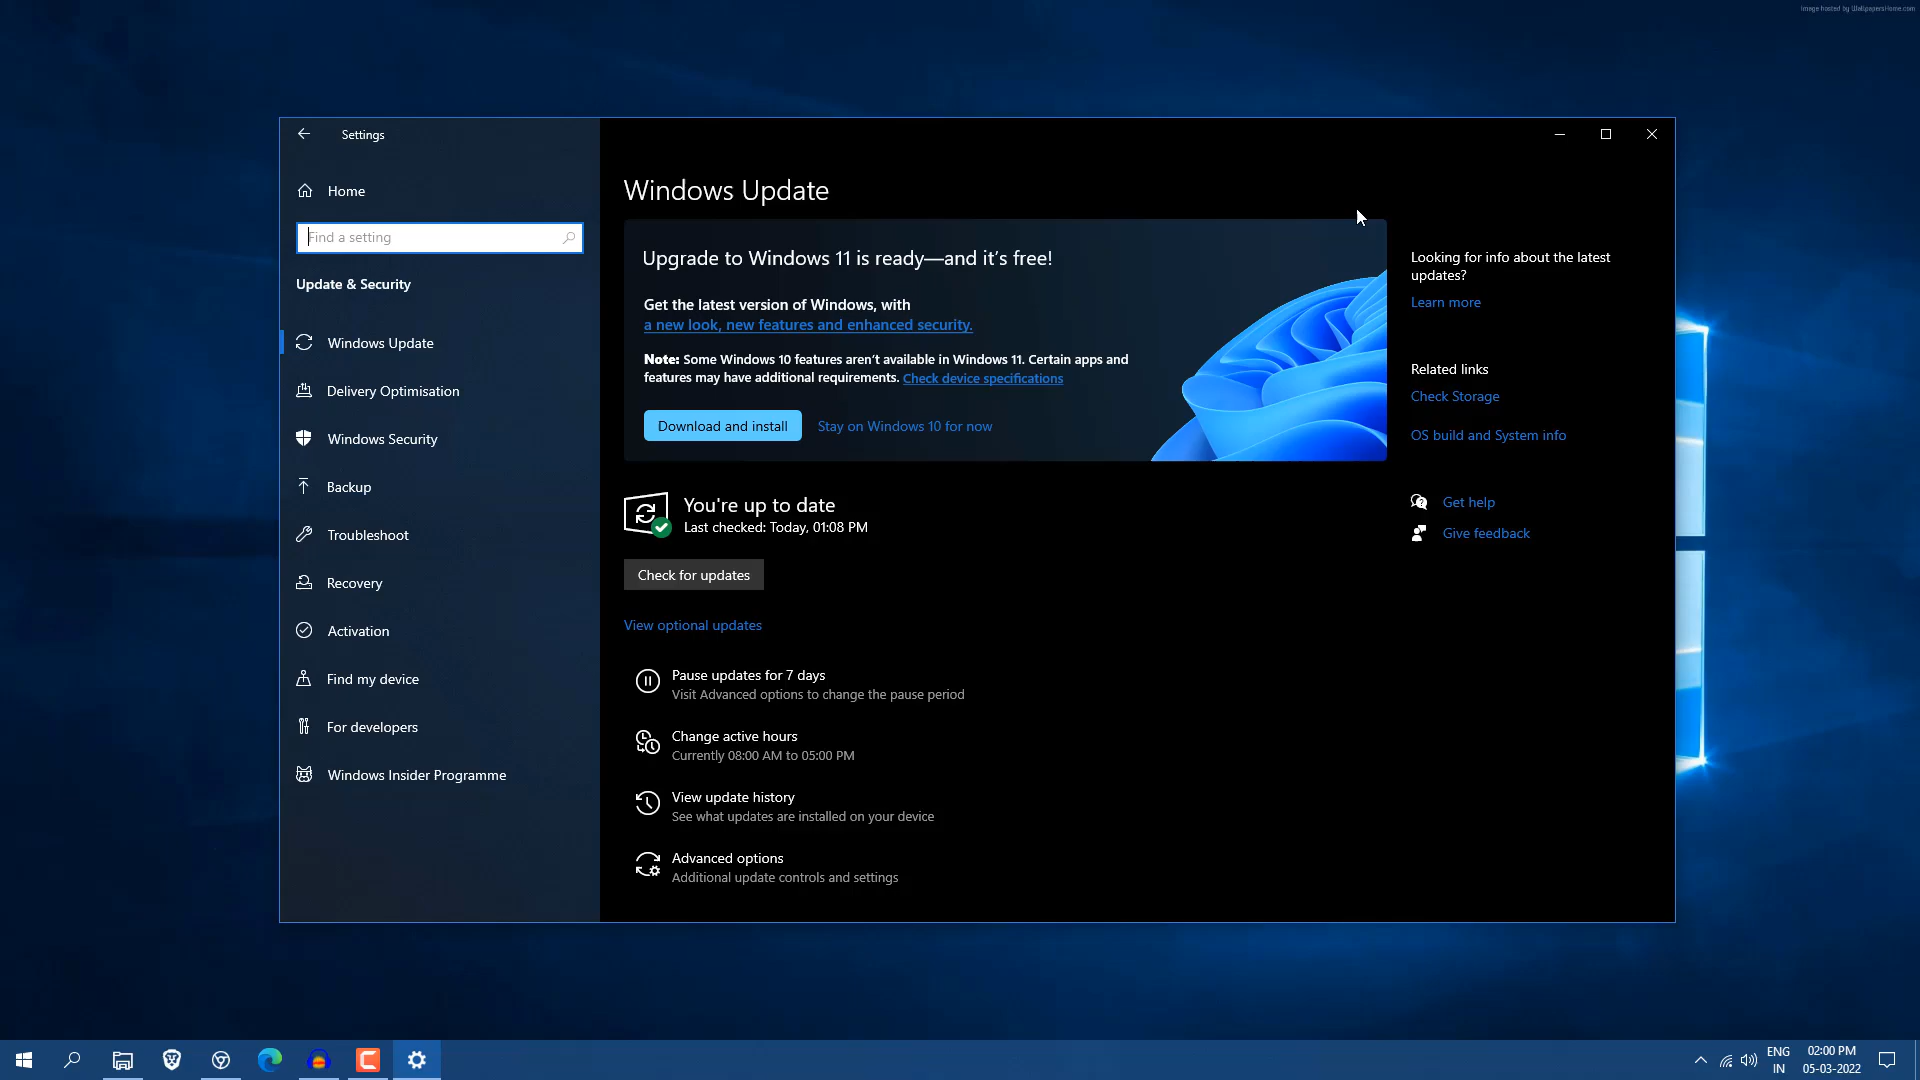 Image hosted by WallpapersHome.com
Settings
Home
Find a setting
Update & Security
Windows Update
Delivery Optimisation
Windows Security
Backup
Troubleshoot
Recovery
Activation
Find my device
For developers
Windows Insider Programme
Windows Update
Upgrade to Windows 11 is ready—and it’s free!
Get the latest version of Windows, with
a new look, new features and enhanced security.
Note: Some Windows 10 features aren’t available in Windows 11. Certain apps and
features may have additional requirements. Check device specifications
Download and install
Stay on Windows 10 for now
You're up to date
Last checked: Today, 01:08 PM
Check for updates
View optional updates
Pause updates for 7 days
Visit Advanced options to change the pause period
Change active hours
Currently 08:00 AM to 05:00 PM
View update history
See what updates are installed on your device
Advanced options
Additional update controls and settings
Looking for info about the latest
updates?
Learn more
Related links
Check Storage
OS build and System info
Get help
Give feedback
ENG
IN
02:00 PM
05-03-2022